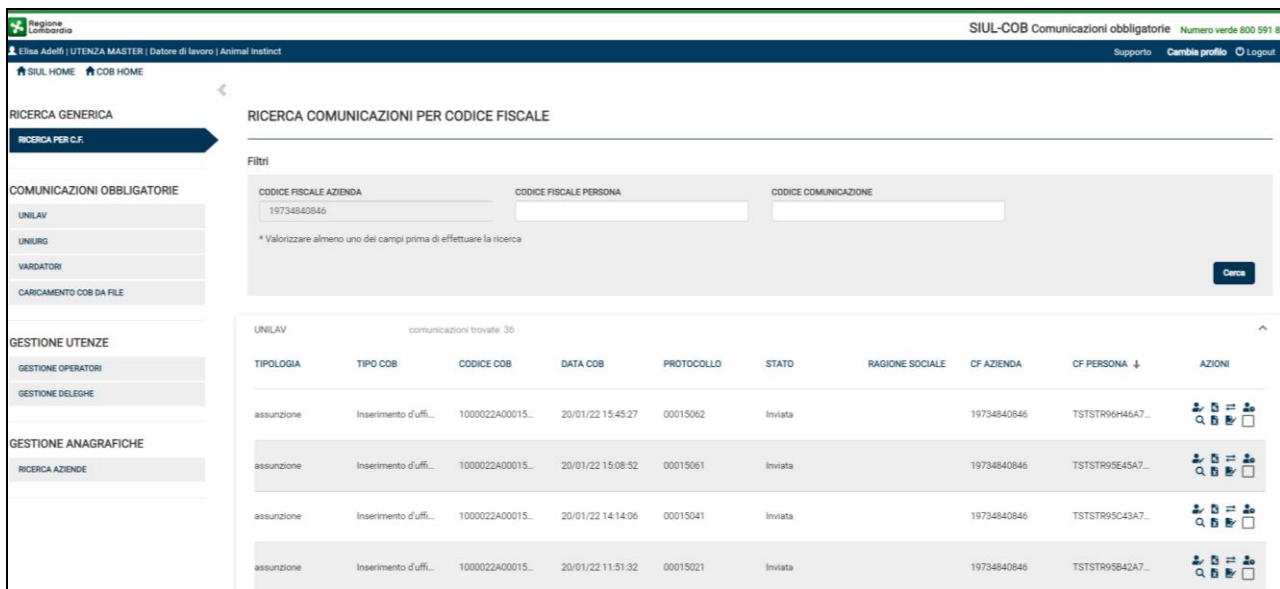 Regione
Lombardia
SIUL-COB Comunicazioni obbligatorie Numero verde 800 591 8
Elisa Adelfi | UTENZA MASTER | Datore di lavoro | Animal Instinct
Supporto Cambia profilo Logout
SIUL HOME COB HOME
RICERCA GENERICA
RICERCA PER C.F.
COMUNICAZIONI OBBLIGATORIE
UNILAV
UNIURG
VARDATORI
CARICAMENTO COB DA FILE
GESTIONE UTENZE
GESTIONE OPERATORI
GESTIONE DELEGHE
GESTIONE ANAGRAFICHE
RICERCA AZIENDE
RICERCA COMUNICAZIONI PER CODICE FISCALE
Filtri
CODICE FISCALE AZIENDA CODICE FISCALE PERSONA CODICE COMUNICAZIONE
19734840846
* Valorizzare almeno uno dei campi prima di effettuare la ricerca
Cerca
UNILAV comunicazioni trovate: 36
TIPOLOGIA TIPO COB CODICE COB DATA COB PROTOCOLLO STATO RAGIONE SOCIALE CF AZIENDA CF PERSONA AZIONI
assunzione Inserimento d'uffi... 1000022A00015... 20/01/22 15:45:27 00015062 Inviata 19734840846 TSTSTR96H46A7...
assunzione Inserimento d'uffi... 1000022A00015... 20/01/22 15:08:52 00015061 Inviata 19734840846 TSTSTR95E45A7...
assunzione Inserimento d'uffi... 1000022A00015... 20/01/22 14:14:06 00015041 Inviata 19734840846 TSTSTR95C43A7...
assunzione Inserimento d'uffi... 1000022A00015... 20/01/22 11:51:32 00015021 Inviata 19734840846 TSTSTR95B42A7...